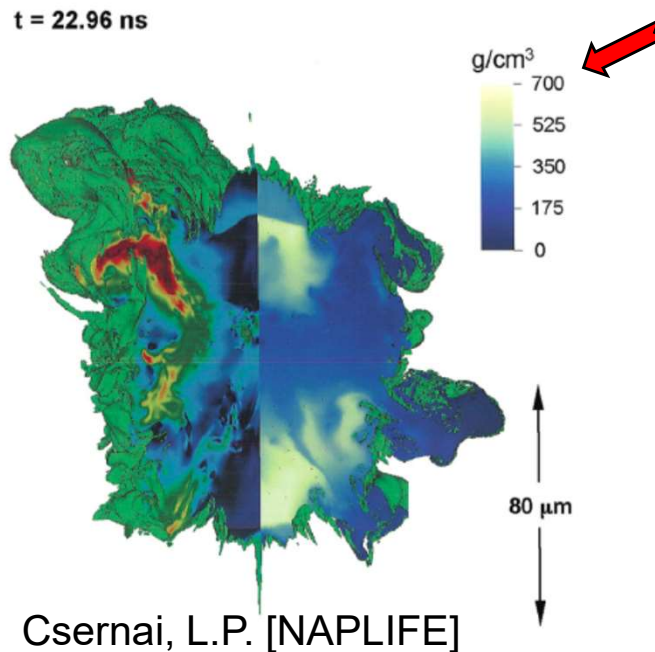 t = 22.96 ns
g/cm³
700
525
350
175
0
80 μm
Csernai, L.P. [NAPLIFE]